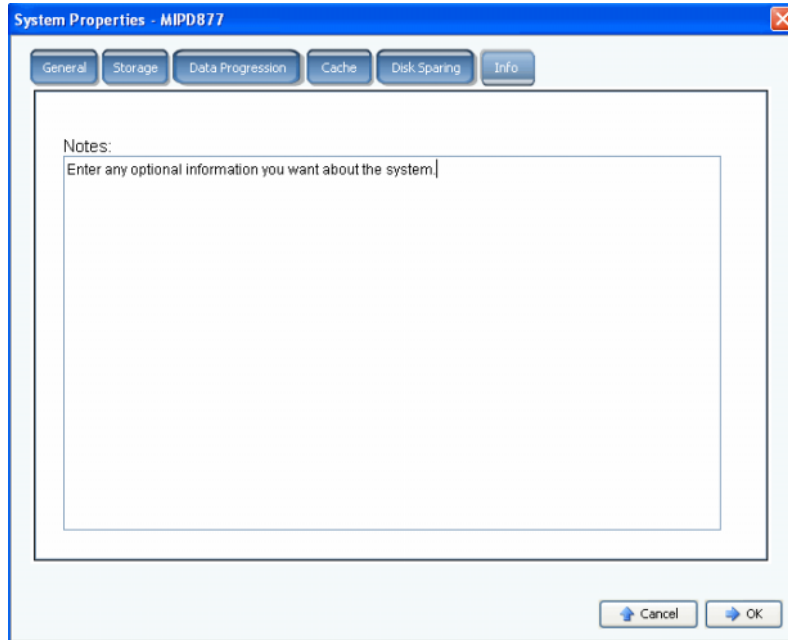 System Properties - MIPD877
General Storage Data Progression Cache Disk Sparing Info
Notes:
Enter any optional information you want about the system.
Cancel OK